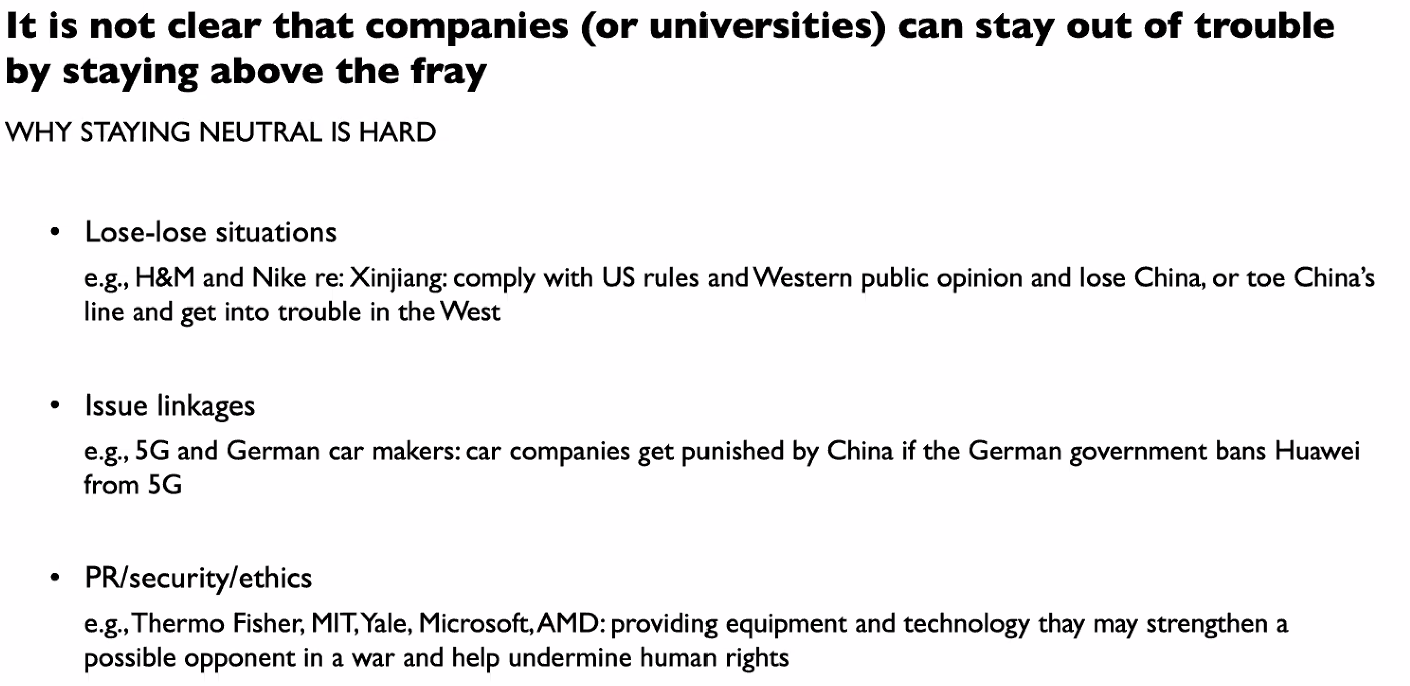 It is not clear that companies (or universities) can stay out of trouble
by staying above the fray
WHY STAYING NEUTRAL IS HARD
• Lose-lose situations
e.g., H&M and Nike re: Xinjiang: comply with US rules and Western public opinion and lose China, or toe China's
line and get into trouble in the West
• Issue linkages
e.g., 5G and German car makers: car companies get punished by China if the German government bans Huawei
from 5G
• PR/security/ethics
e.g., Thermo Fisher, MIT, Yale, Microsoft, AMD: providing equipment and technology thay may strengthen a
possible opponent in a war and help undermine human rights